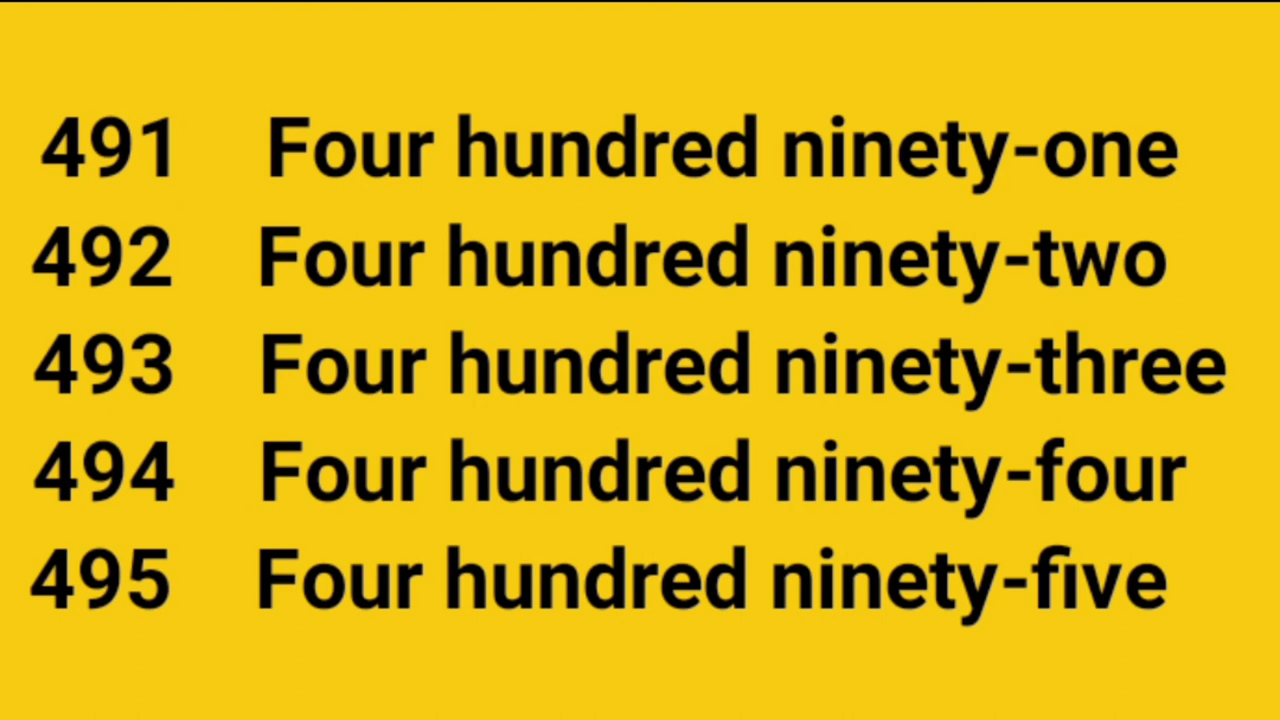 491 Four hundred ninety-one
492 Four hundred ninety-two
493 Four hundred ninety-three
494 Four hundred ninety-four
495 Four hundred ninety-five